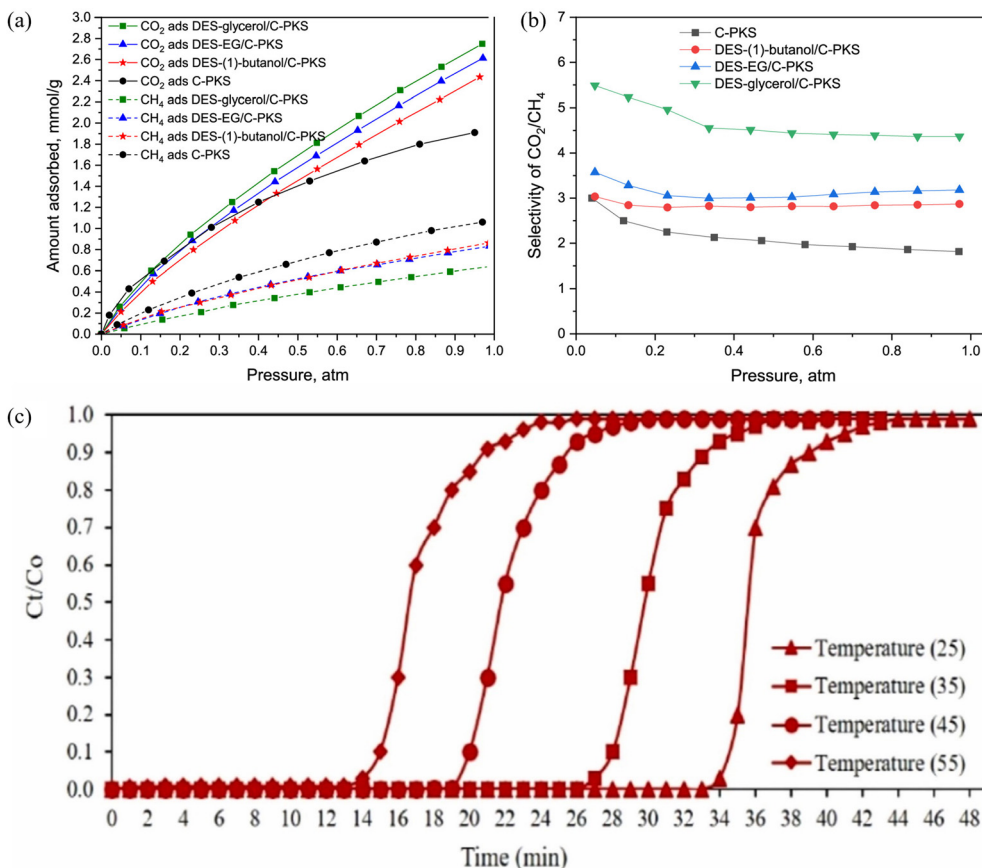 (a)
3.0
2.8
2.6
2.4
2.2
2.0
1.8
1.6
1.4
1.2
1.0
0.8
0.6
0.4
0.2
0.0
Amount adsorbed, mmol/g
CO₂ ads DES-glycerol/C-PKS
CO₂ ads DES-EG/C-PKS
CO₂ ads DES-(1)-butanol/C-PKS
CO₂ ads C-PKS
CH₄ ads DES-glycerol/C-PKS
CH₄ ads DES-EG/C-PKS
CH₄ ads DES-(1)-butanol/C-PKS
CH₄ ads C-PKS
0.0 0.1 0.2 0.3 0.4 0.5 0.6 0.7 0.8 0.9 1.0
Pressure, atm
(b)
7
6
5
4
3
2
1
0
Selectivity of CO₂/CH₄
C-PKS
DES-(1)-butanol/C-PKS
DES-EG/C-PKS
DES-glycerol/C-PKS
0.0 0.2 0.4 0.6 0.8 1.0
Pressure, atm
(c)
1.0
0.9
0.8
0.7
0.6
0.5
0.4
0.3
0.2
0.1
0.0
Ct/Co
Temperature (25)
Temperature (35)
Temperature (45)
Temperature (55)
0 2 4 6 8 10 12 14 16 18 20 22 24 26 28 30 32 34 36 38 40 42 44 46 48
Time (min)